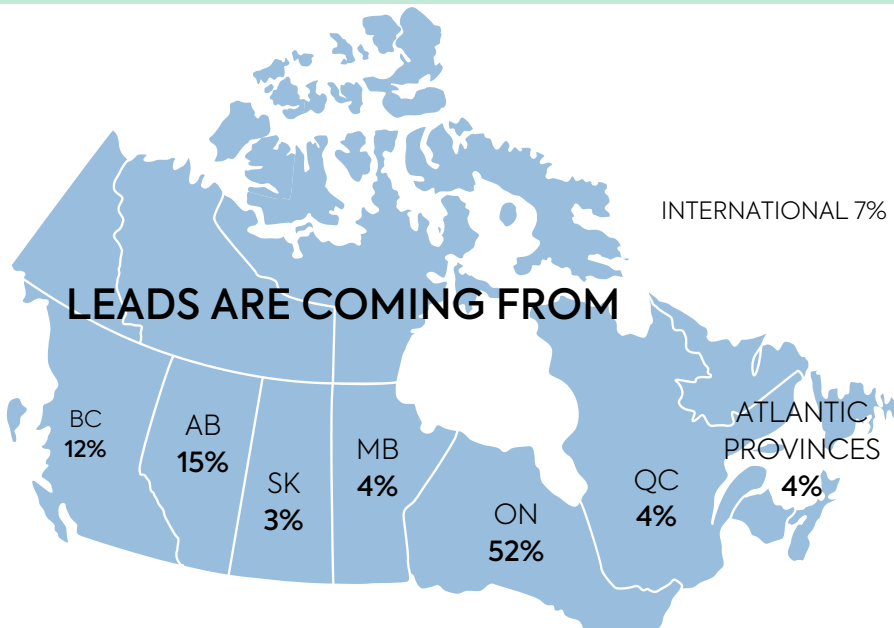 INTERNATIONAL 7%
LEADS ARE COMING FROM
BC
12%
AB
15%
SK
3%
MB
4%
ON
52%
QC
4%
ATLANTIC
PROVINCES
4%